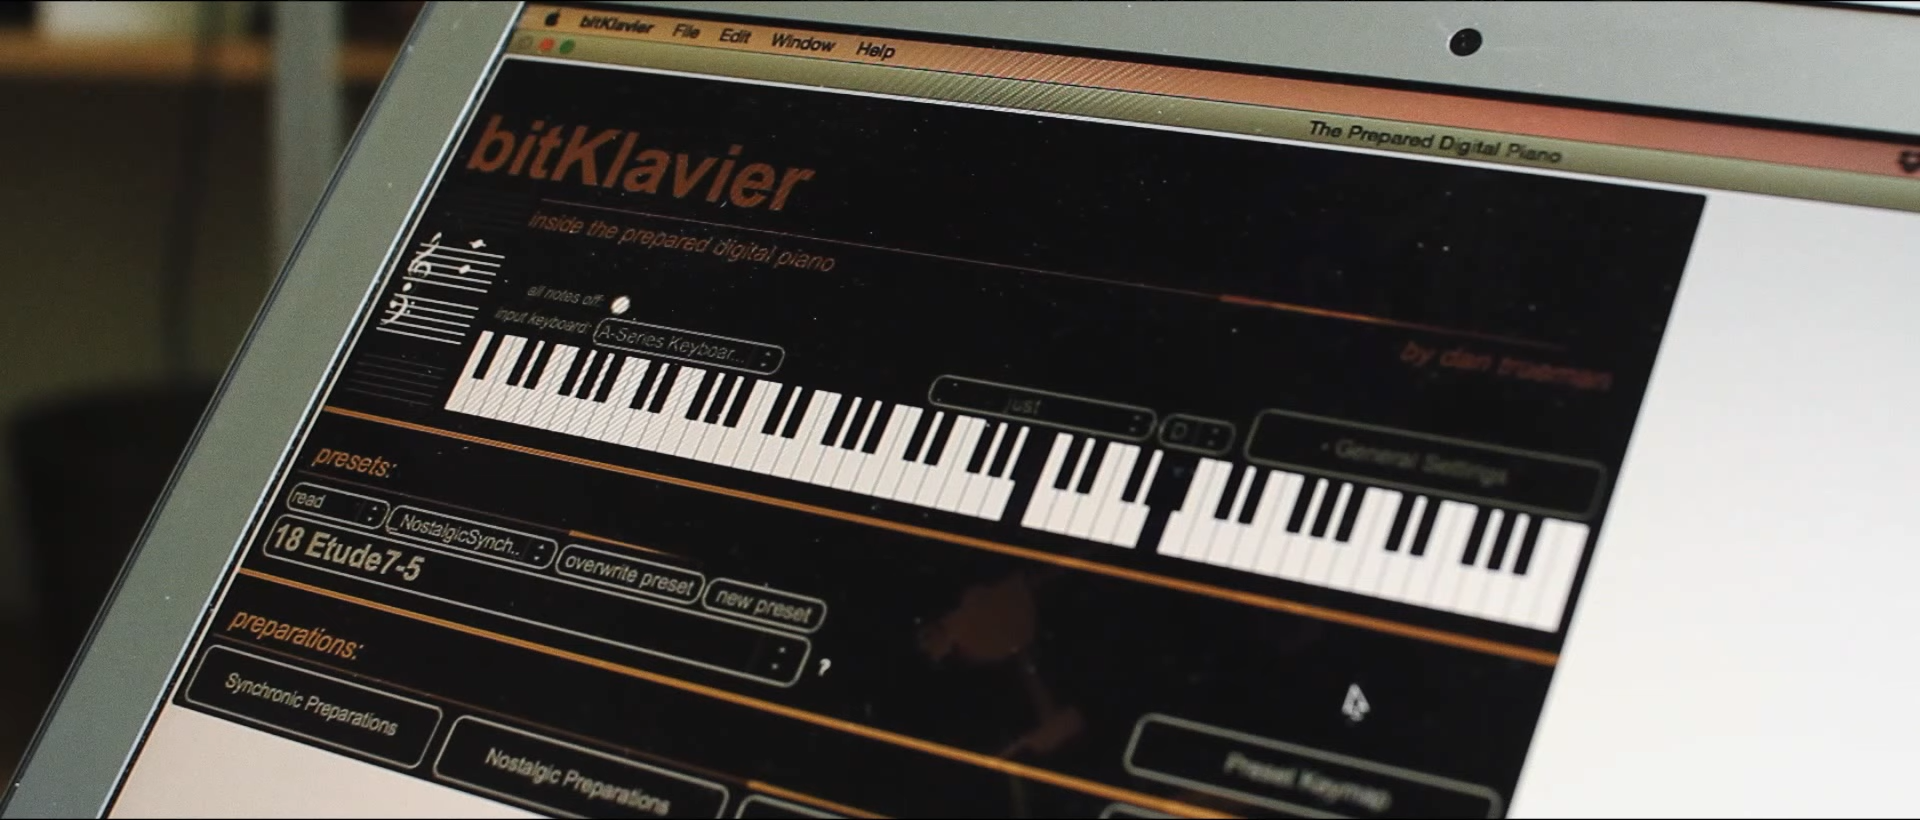 bitKlavier File Edit Window Help
The Prepared Digital Piano
bitKlavier
inside the prepared digital piano
by dan trueman
all notes off:
input keyboard: A-Series Keyboar...
just D - General Settings
presets:
read _NostalgicSynch.. overwrite preset new preset
18 Etude7-5 ?
preparations:
Synchronic Preparations Nostalgic Preparations Preset Keymap